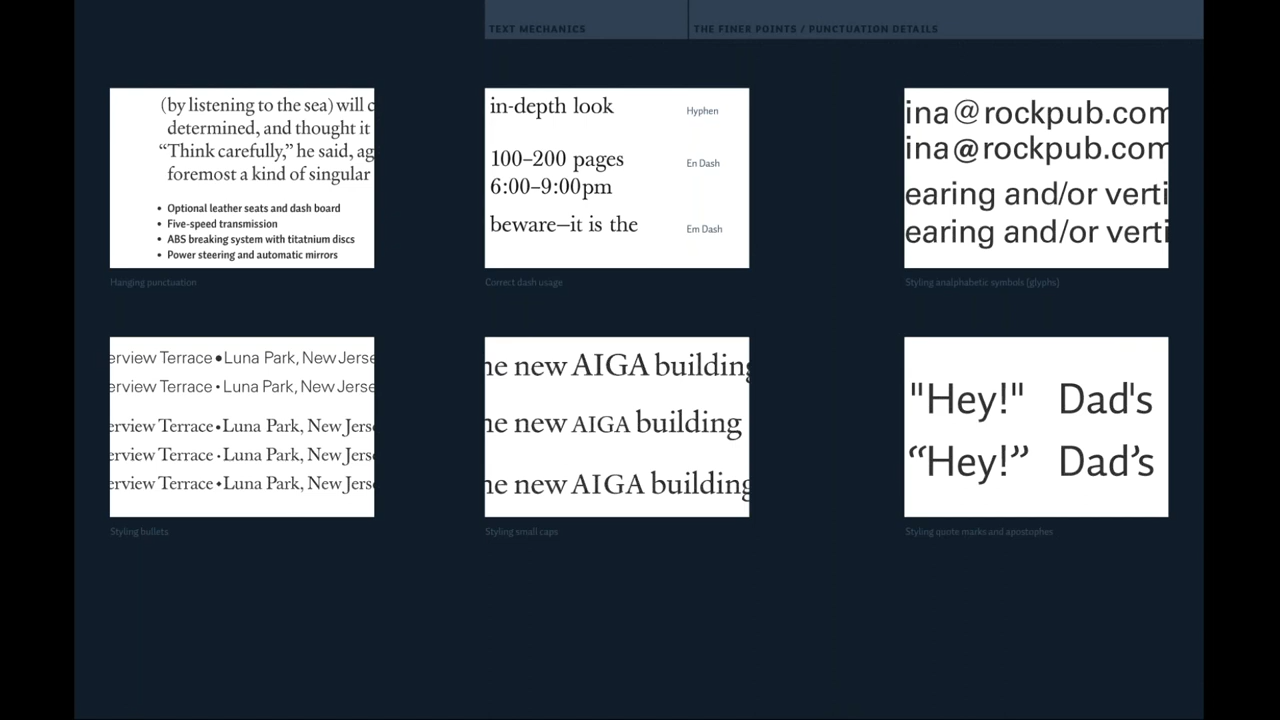 TEXT MECHANICS
THE FINER POINTS / PUNCTUATION DETAILS
(by listening to the sea) will c
determined, and thought it
“Think carefully,” he said, ag
foremost a kind of singular
• Optional leather seats and dash board
• Five-speed transmission
• ABS breaking system with titatnium discs
• Power steering and automatic mirrors
Hanging punctuation
in-depth look
Hyphen
100–200 pages
En Dash
6:00–9:00pm
beware—it is the
Em Dash
Correct dash usage
ina@rockpub.com
ina@rockpub.com
earing and/or verti
earing and/or verti
Styling analphabetic symbols [glyphs]
erview Terrace•Luna Park, New Jerse
erview Terrace • Luna Park, New Jerse
erview Terrace•Luna Park, New Jerse
erview Terrace •Luna Park, New Jerse
erview Terrace•Luna Park, New Jerse
Styling bullets
he new AIGA building
he new AIGA building
he new AIGA building
Styling small caps
"Hey!" Dad's
“Hey!” Dad’s
Styling quote marks and apostophes